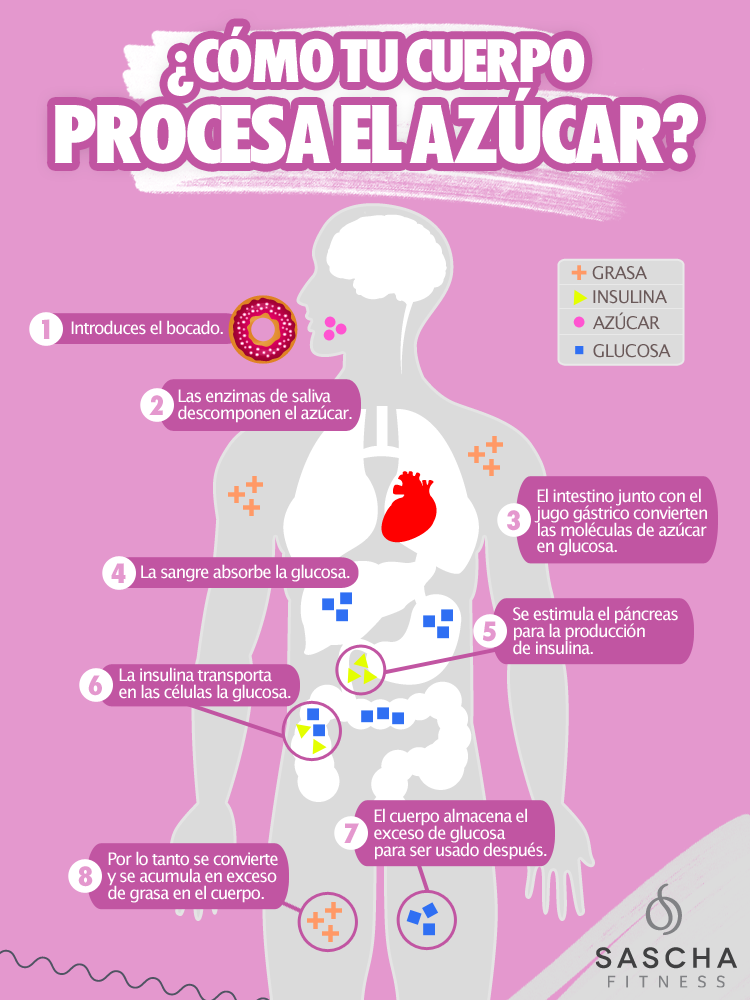 ¿CÓMO TU CUERPO
PROCESA EL AZÚCAR?
GRASA
INSULINA
AZÚCAR
GLUCOSA
1
Introduces el bocado.
2
Las enzimas de saliva
descomponen el azúcar.
3
El intestino junto con el
jugo gástrico convierten
las moléculas de azúcar
en glucosa.
4
La sangre absorbe la glucosa.
5
Se estimula el páncreas
para la producción
de insulina.
6
La insulina transporta
en las células la glucosa.
7
El cuerpo almacena el
exceso de glucosa
para ser usado después.
8
Por lo tanto se convierte
y se acumula en exceso
de grasa en el cuerpo.
SASCHA
FITNESS